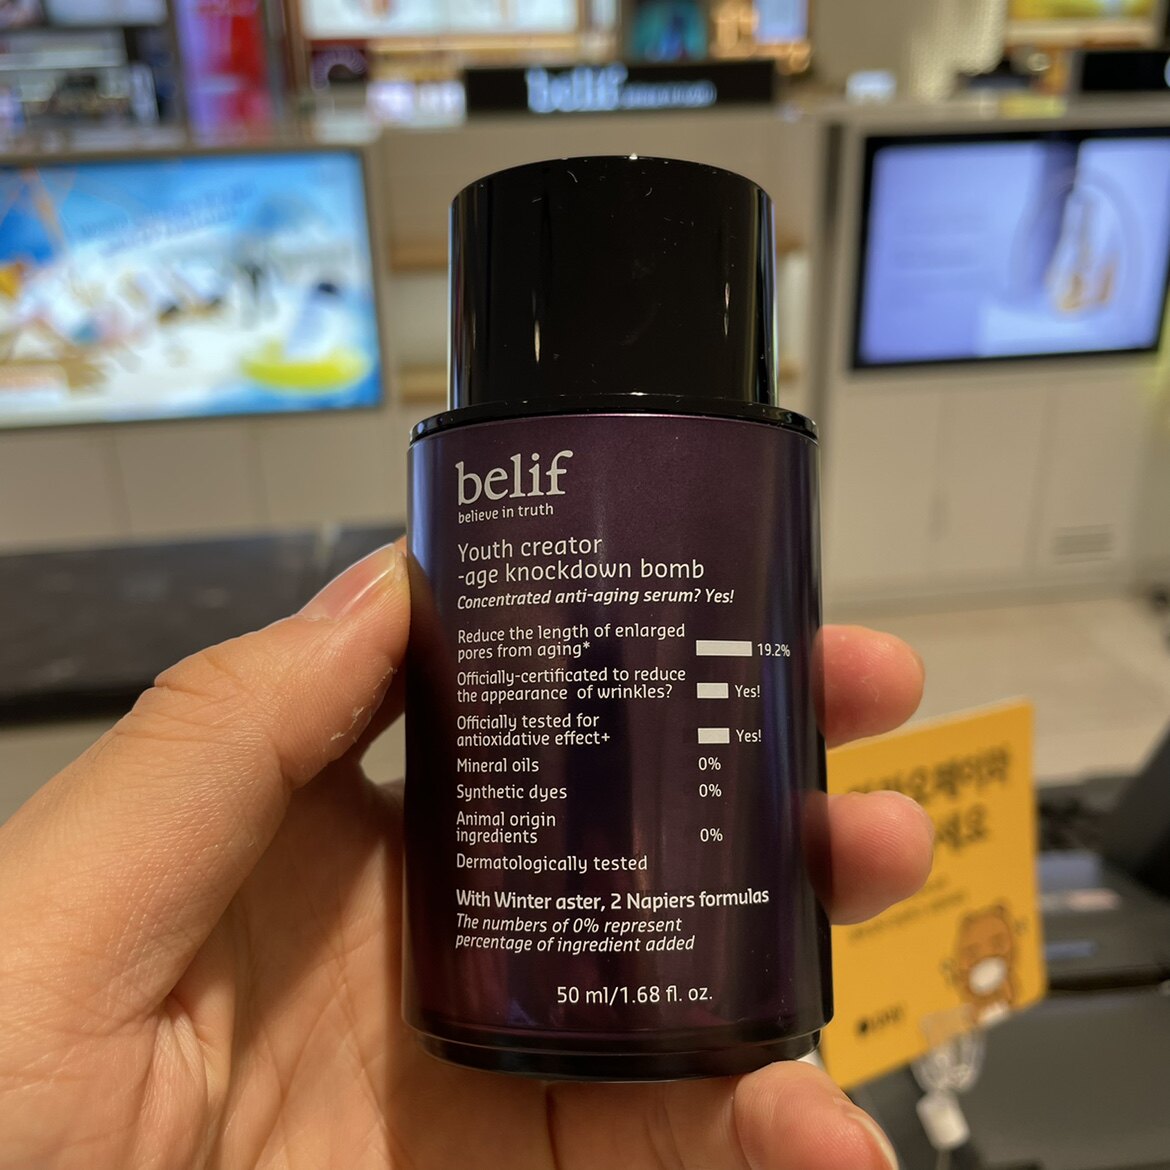 belif
belif
believe in truth
Youth creator
-age knockdown bomb
Concentrated anti-aging serum? Yes!
Reduce the length of enlarged
pores from aging* 19.2%
Officially-certificated to reduce
the appearance of wrinkles? Yes!
Officially tested for
antioxidative effect+ Yes!
Mineral oils 0%
Synthetic dyes 0%
Animal origin
ingredients 0%
Dermatologically tested
With Winter aster, 2 Napiers formulas
The numbers of 0% represent
percentage of ingredient added
50 ml/1.68 fl. oz.